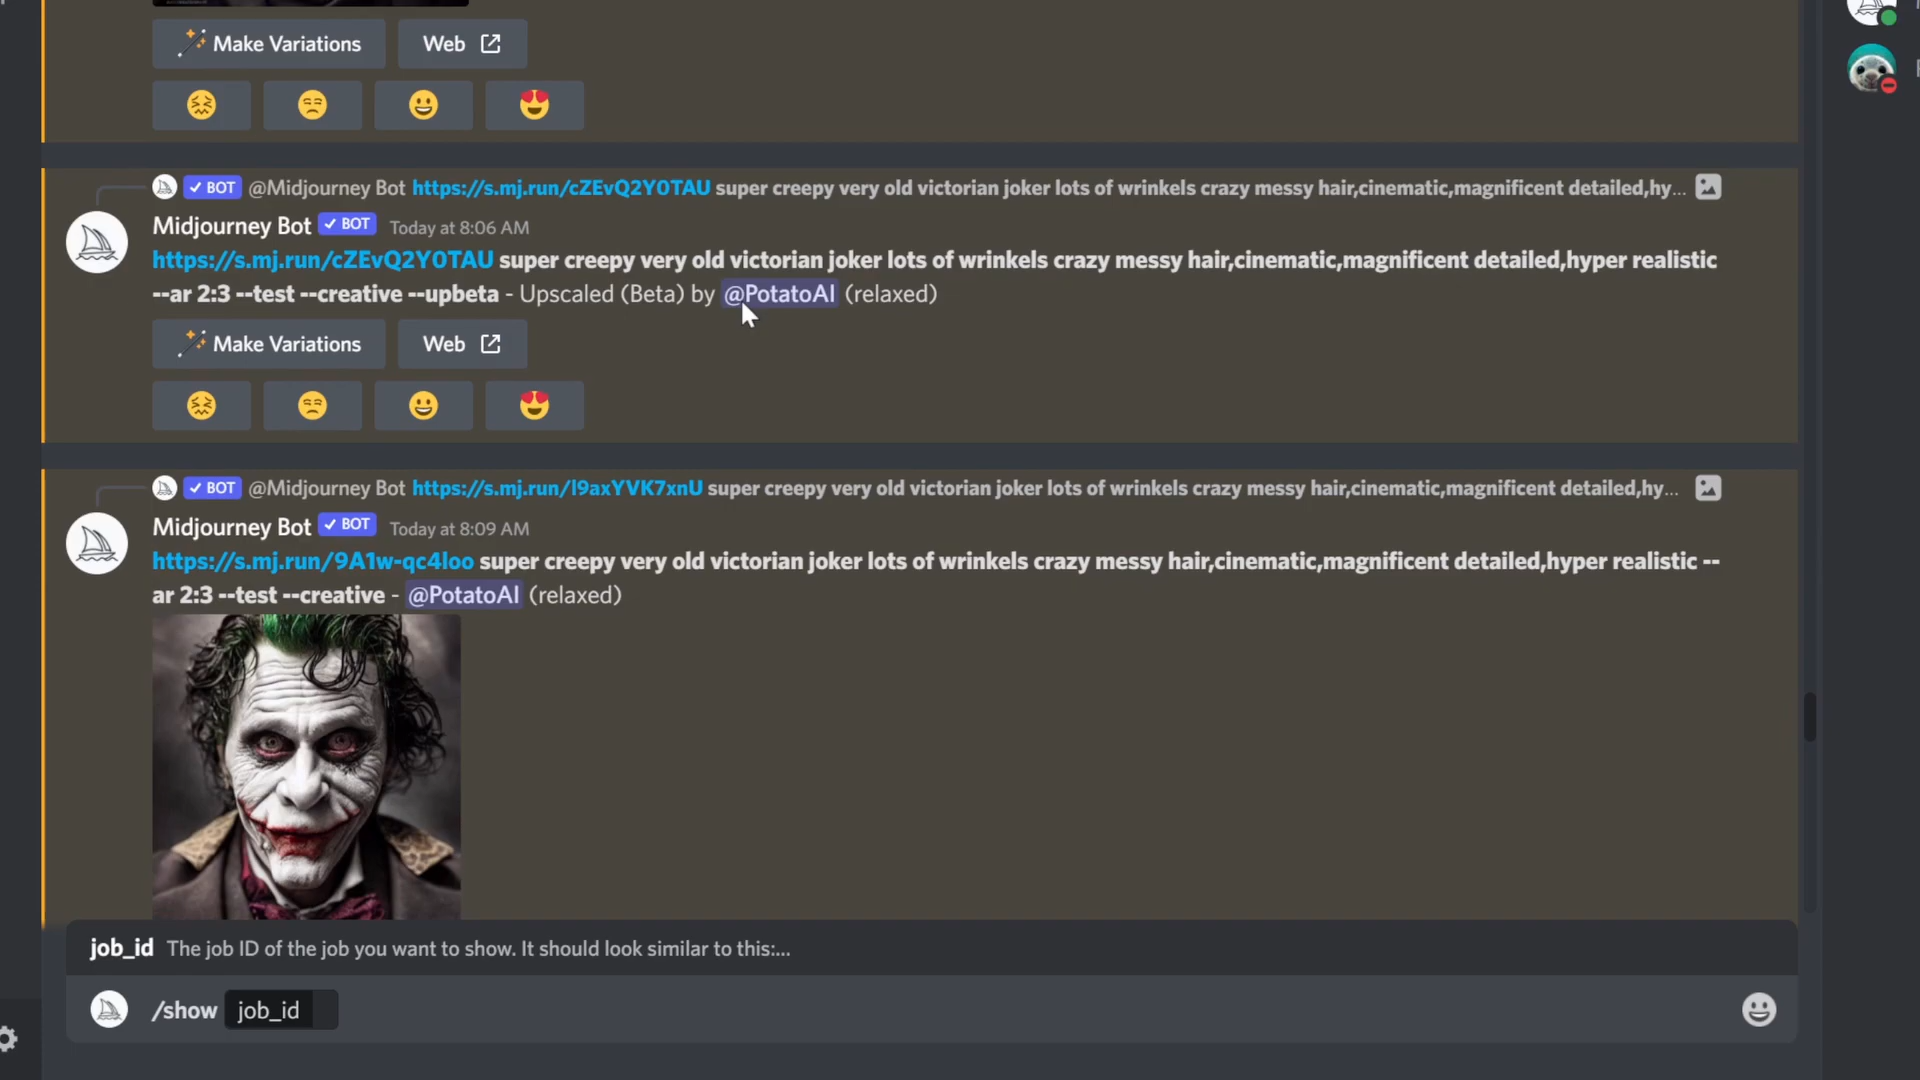 Make Variations
Web
BOT @Midjourney Bot https://s.mj.run/cZEvQ2Y0TAU super creepy very old victorian joker lots of wrinkels crazy messy hair,cinematic,magnificent detailed,hy...
Midjourney Bot BOT Today at 8:06 AM
https://s.mj.run/cZEvQ2Y0TAU super creepy very old victorian joker lots of wrinkels crazy messy hair,cinematic,magnificent detailed,hyper realistic
--ar 2:3 --test --creative --upbeta - Upscaled (Beta) by @PotatoAI (relaxed)
Make Variations
Web
BOT @Midjourney Bot https://s.mj.run/l9axYVK7xnU super creepy very old victorian joker lots of wrinkels crazy messy hair,cinematic,magnificent detailed,hy...
Midjourney Bot BOT Today at 8:09 AM
https://s.mj.run/9A1w-qc4loo super creepy very old victorian joker lots of wrinkels crazy messy hair,cinematic,magnificent detailed,hyper realistic --
ar 2:3 --test --creative - @PotatoAI (relaxed)
job_id The job ID of the job you want to show. It should look similar to this:...
/show job_id